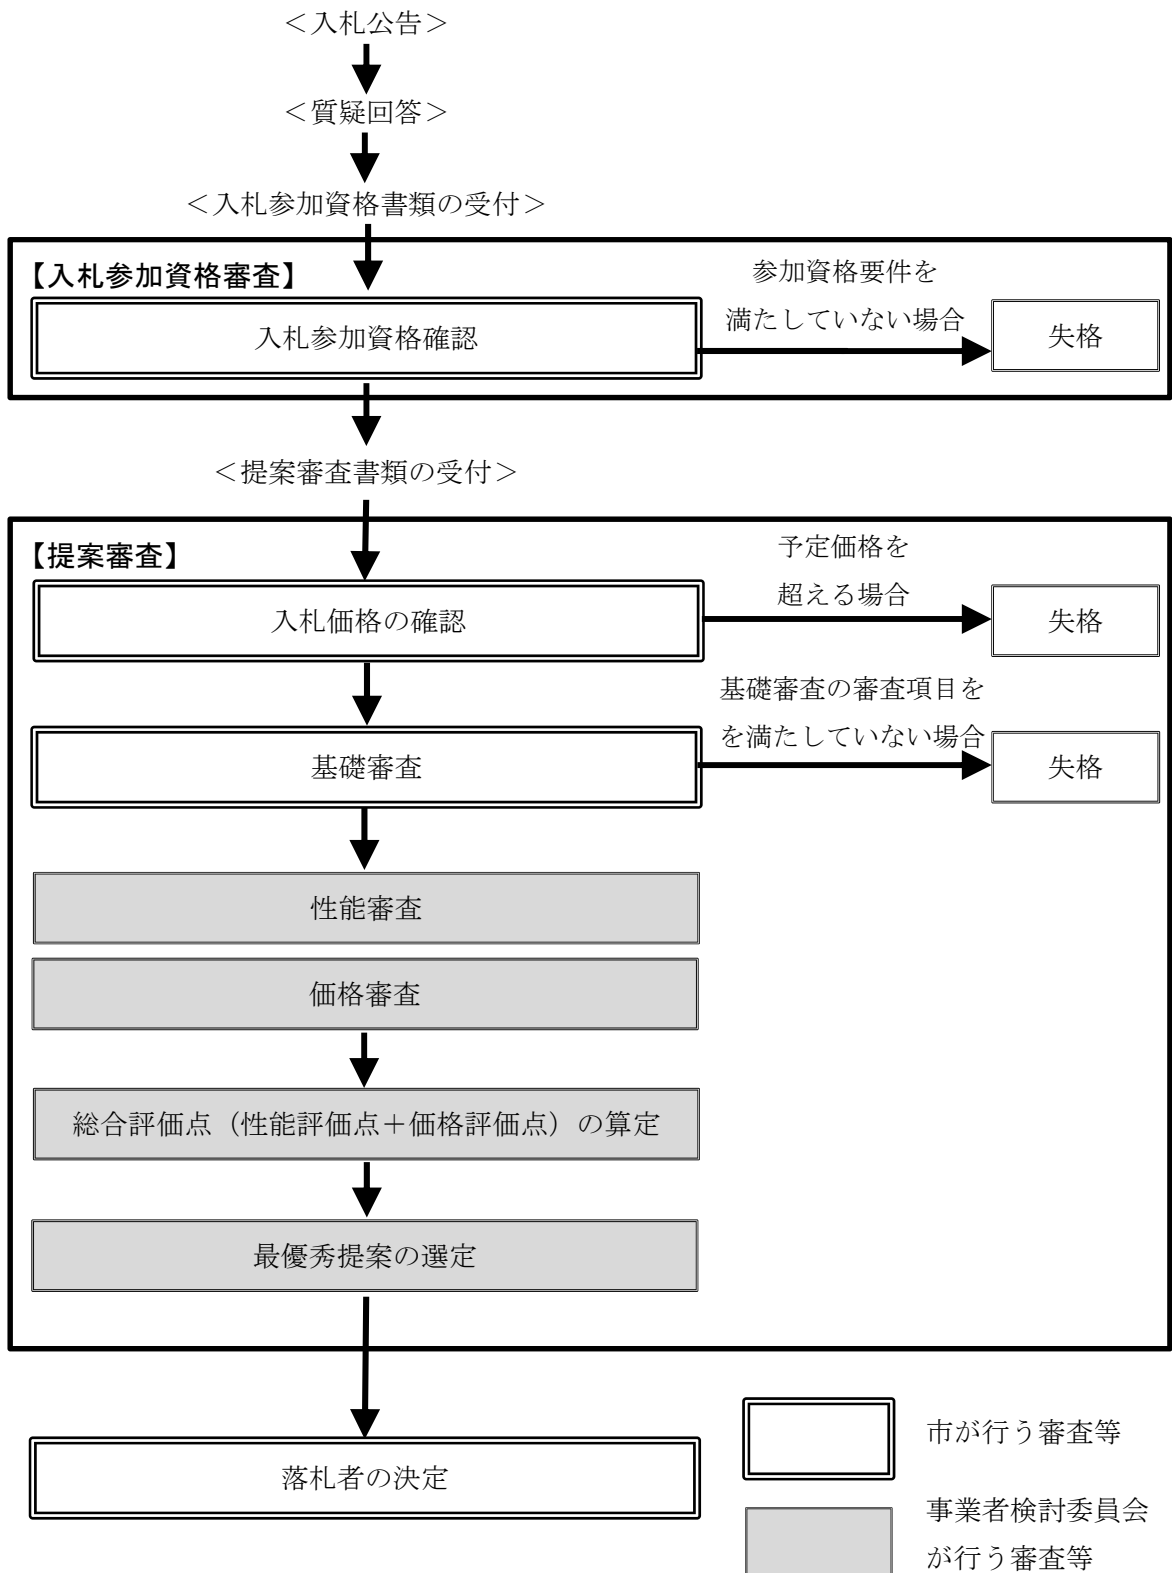 ＜入札公告＞
＜質疑回答＞
＜入札参加資格書類の受付＞
【入札参加資格審査】
参加資格要件を
満たしていない場合
入札参加資格確認
失格
＜提案審査書類の受付＞
【提案審査】
予定価格を
超える場合
入札価格の確認
失格
基礎審査の審査項目を
を満たしていない場合
基礎審査
失格
性能審査
価格審査
総合評価点（性能評価点＋価格評価点）の算定
最優秀提案の選定
落札者の決定
市が行う審査等
事業者検討委員会
が行う審査等